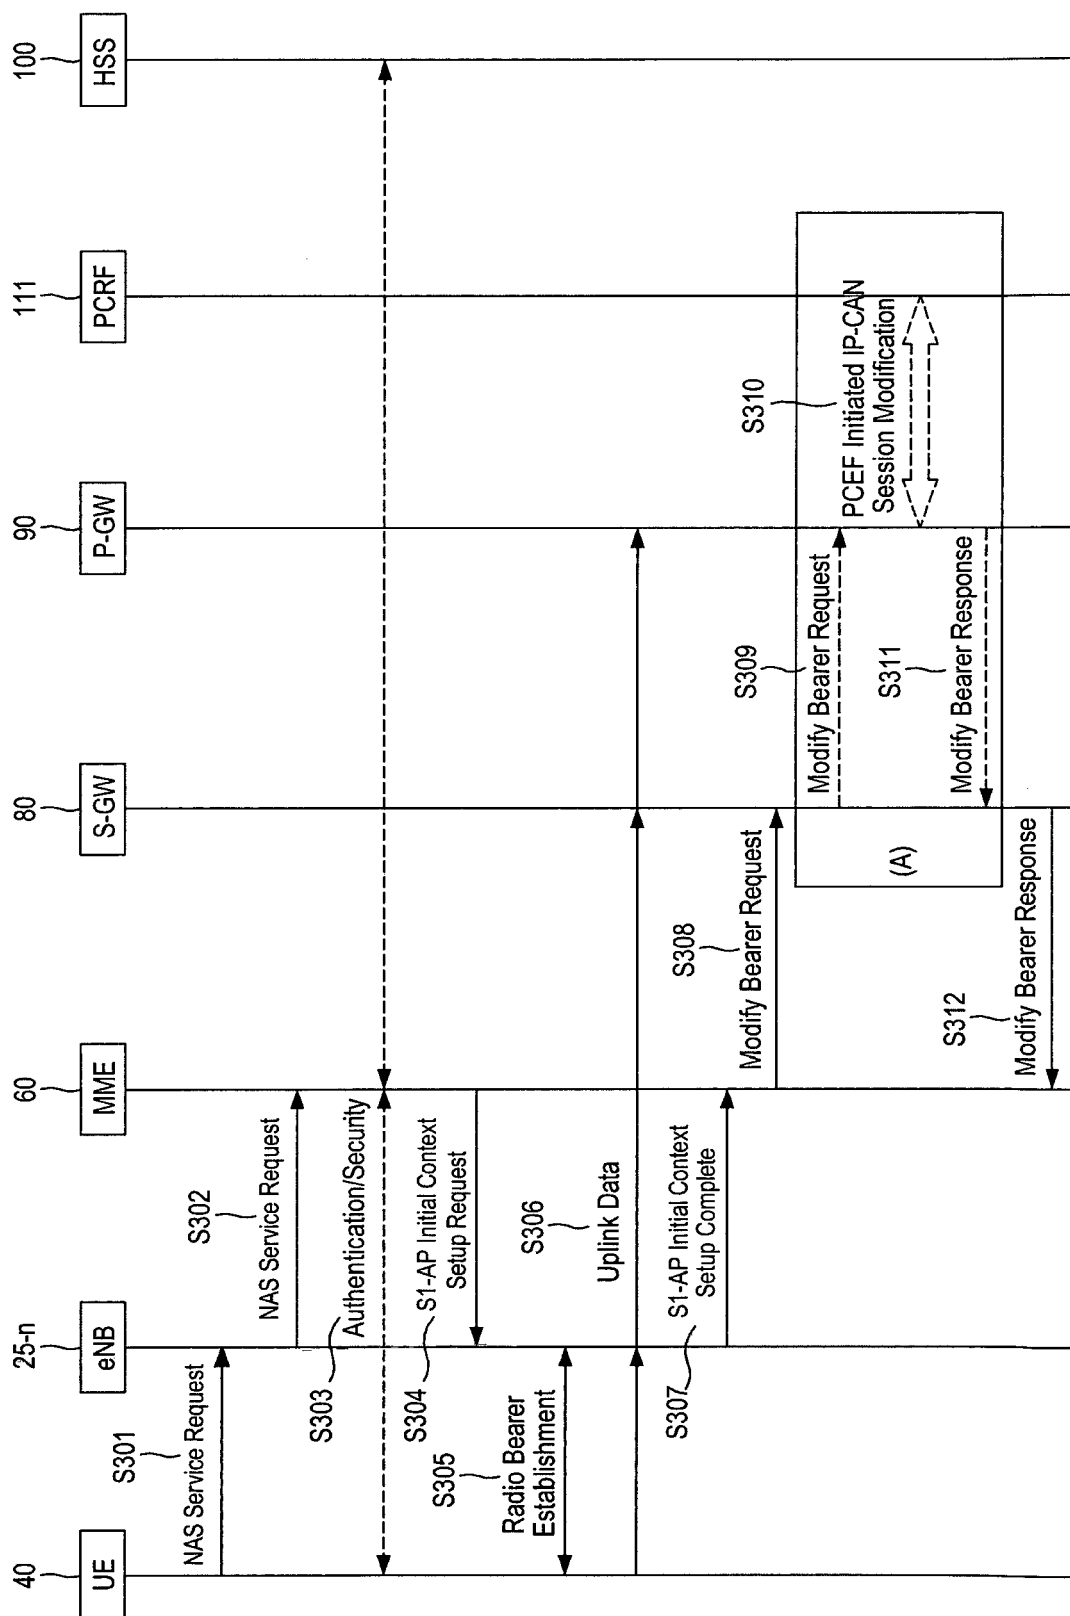 40
25-n
60
80
90
111
100
UE
eNB
MME
S-GW
P-GW
PCRF
HSS
S301
NAS Service Request
S302
NAS Service Request
S303
Authentication/Security
S304
S1-AP Initial Context
Setup Request
S305
Radio Bearer
Establishment
S306
Uplink Data
S307
S1-AP Initial Context
Setup Complete
S308
Modify Bearer Request
S309
Modify Bearer Request
S310
PCEF Initiated IP-CAN
Session Modification
S311
Modify Bearer Response
(A)
S312
Modify Bearer Response